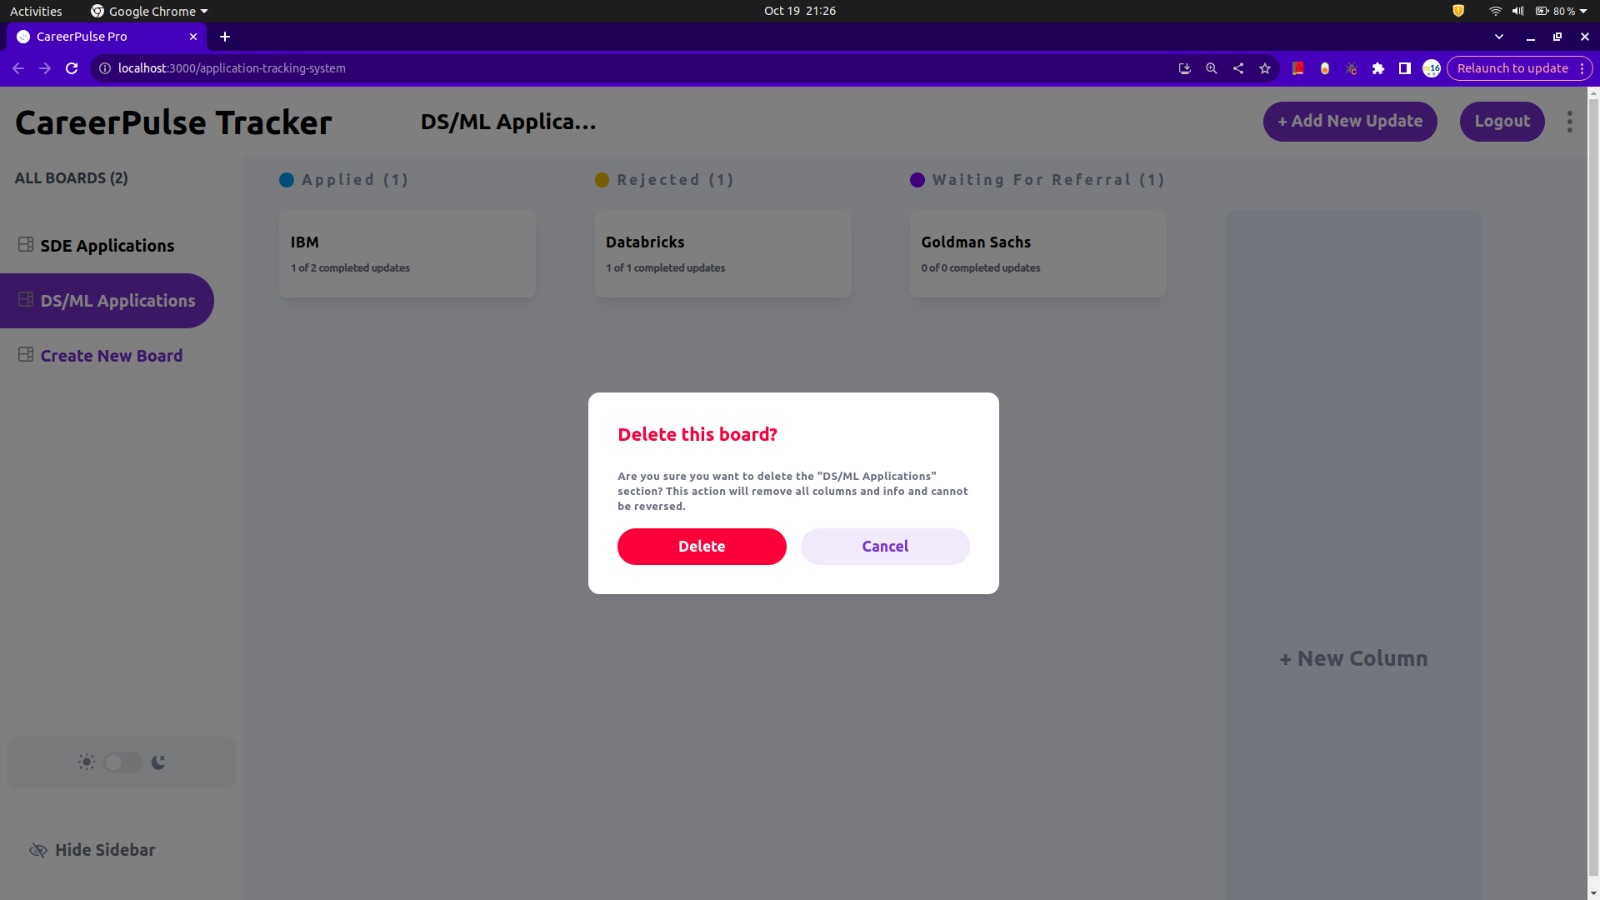 Activities
Google Chrome
Oct 19 21:26
80 %
CareerPulse Pro
localhost:3000/application-tracking-system
16
Relaunch to update
CareerPulse Tracker
DS/ML Applica...
+ Add New Update
Logout
ALL BOARDS (2)
SDE Applications
DS/ML Applications
Create New Board
Applied (1)
IBM
1 of 2 completed updates
Rejected (1)
Databricks
1 of 1 completed updates
Waiting For Referral (1)
Goldman Sachs
0 of 0 completed updates
+ New Column
Delete this board?
Are you sure you want to delete the "DS/ML Applications"
section? This action will remove all columns and info and cannot
be reversed.
Delete
Cancel
Hide Sidebar